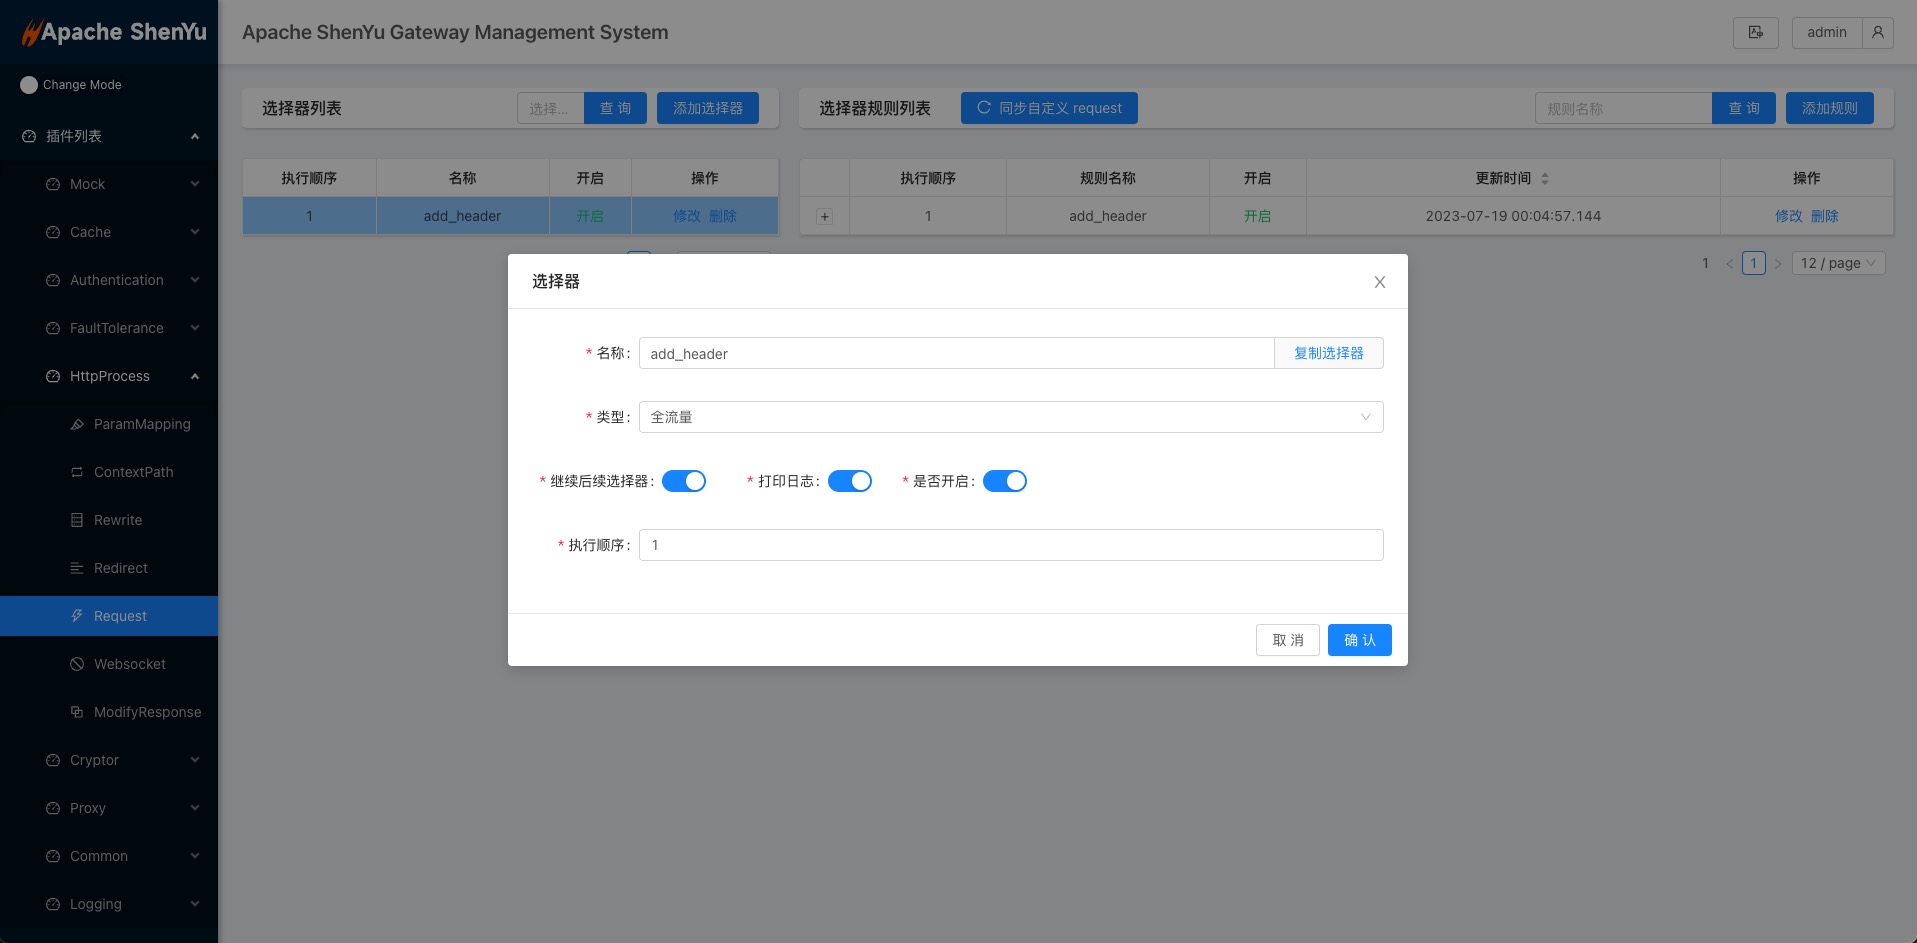 Apache ShenYu
Apache ShenYu Gateway Management System
admin
Change Mode
插件列表
Mock
Cache
Authentication
FaultTolerance
HttpProcess
ParamMapping
ContextPath
Rewrite
Redirect
Request
Websocket
ModifyResponse
Cryptor
Proxy
Common
Logging
选择器列表 选择... 查 询 添加选择器
执行顺序 名称 开启 操作
1 add_header 开启 修改 删除
选择器规则列表 同步自定义 request 规则名称 查 询 添加规则
执行顺序 规则名称 开启 更新时间 操作
+ 1 add_header 开启 2023-07-19 00:04:57.144 修改 删除
1 < 1 > 12 / page
选择器
* 名称: add_header 复制选择器
* 类型: 全流量
* 继续后续选择器: * 打印日志: * 是否开启:
* 执行顺序: 1
取 消 确 认